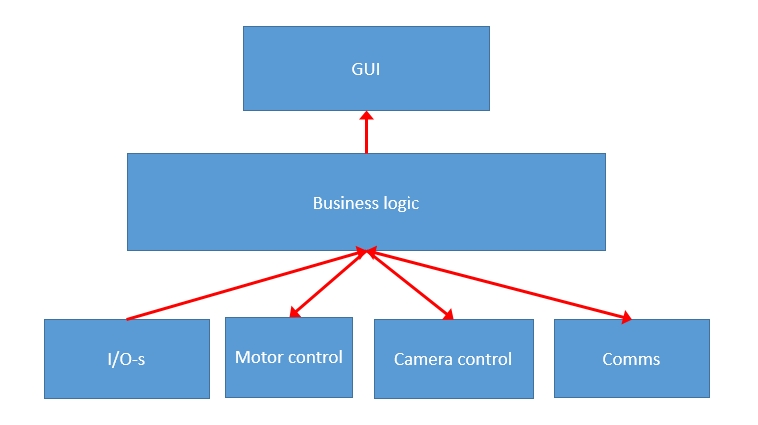 GUI
Business logic
I/O-s
Motor control
Camera control
Comms